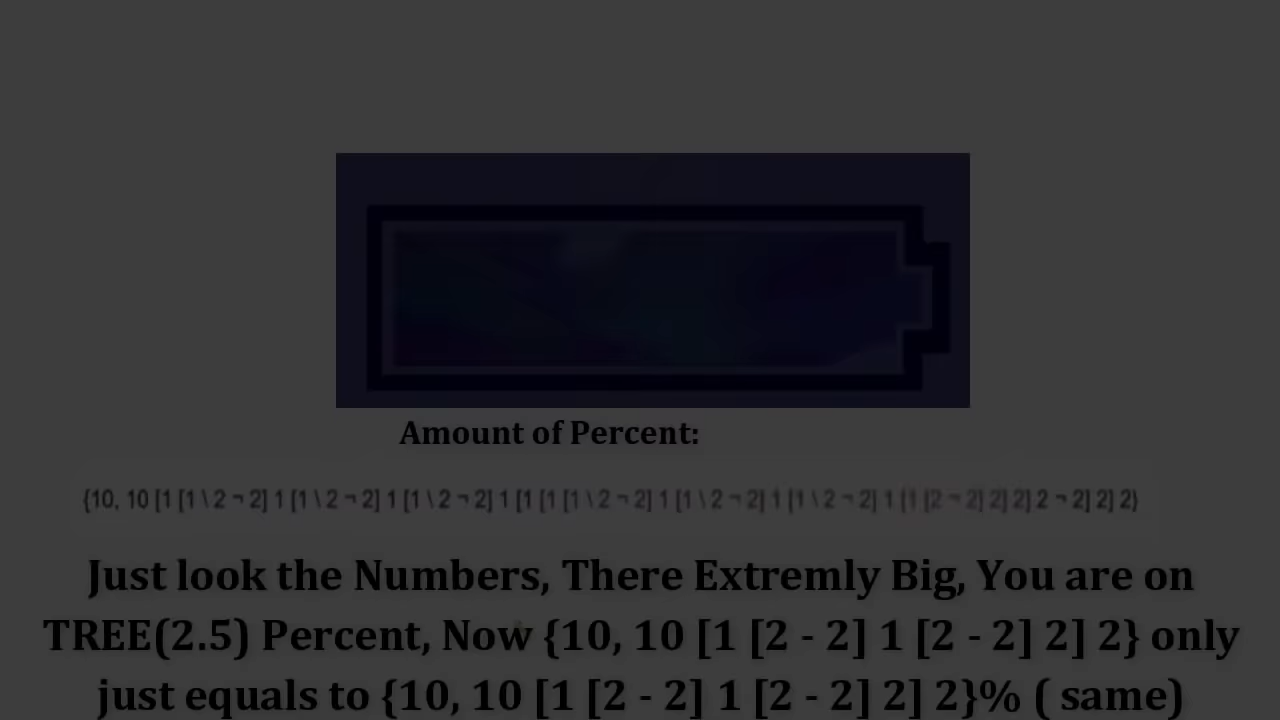 Amount of Percent:
{10, 10 [1 [1 \ 2 ¬ 2] 1 [1 \ 2 ¬ 2] 1 [1 \ 2 ¬ 2] 1 [1 [1 [1 \ 2 ¬ 2] 1 [1 \ 2 ¬ 2] 1 [1 \ 2 ¬ 2] 1 [1 [2 ¬ 2] 2] 2] 2 ¬ 2] 2] 2}
Just look the Numbers, There Extremly Big, You are on
TREE(2.5) Percent, Now {10, 10 [1 [2 - 2] 1 [2 - 2] 2] 2} only
just equals to {10, 10 [1 [2 - 2] 1 [2 - 2] 2] 2}% ( same)